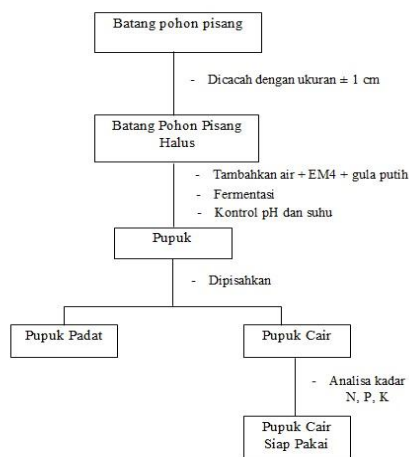 Batang pohon pisang
- Dicacah dengan ukuran ± 1 cm
Batang Pohon Pisang
Halus
- Tambahkan air + EM4 + gula putih
- Fermentasi
- Kontrol pH dan suhu
Pupuk
- Dipisahkan
Pupuk Padat
Pupuk Cair
- Analisa kadar
N, P, K
Pupuk Cair
Siap Pakai